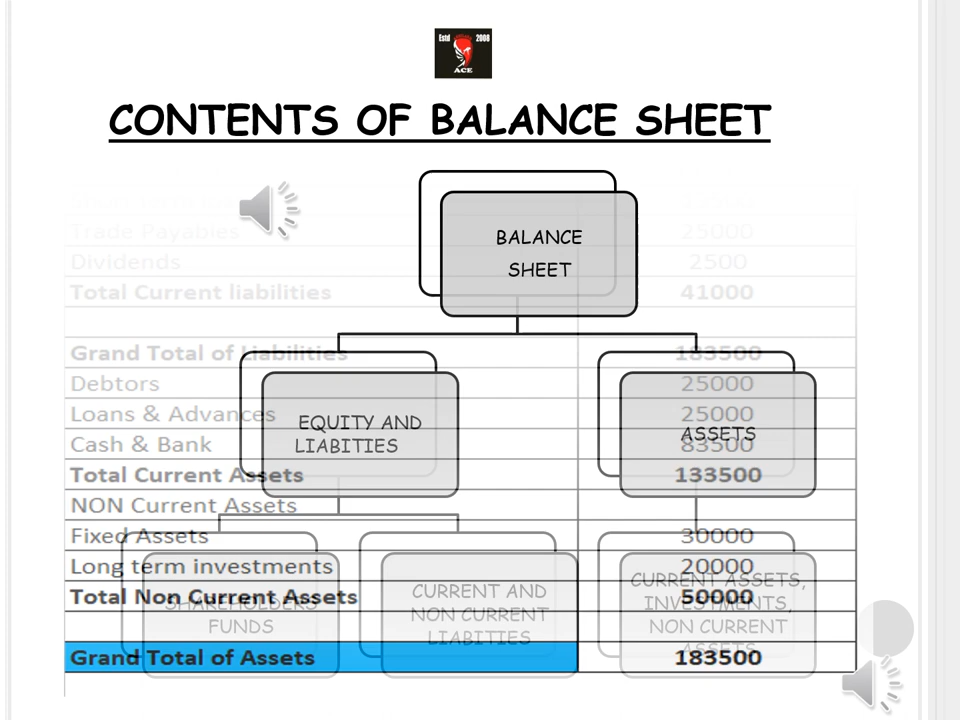 Estd 2008
ACE
CONTENTS OF BALANCE SHEET
BALANCE
SHEET
Trade Payables 25000
Dividends 2500
Total Current liabilities 41000
Grand Total of Liabilities 183500
Debtors 25000
Loans & Advances 25000
Cash & Bank 83500
Total Current Assets 133500
NON Current Assets
Fixed Assets 30000
Long term investments 20000
Total Non Current Assets 50000
Grand Total of Assets 183500
EQUITY AND
LIABITIES
ASSETS
SHAREHOLDERS
FUNDS
CURRENT AND
NON CURRENT
LIABITIES
CURRENT ASSETS,
INVESTMENTS,
NON CURRENT
ASSETS